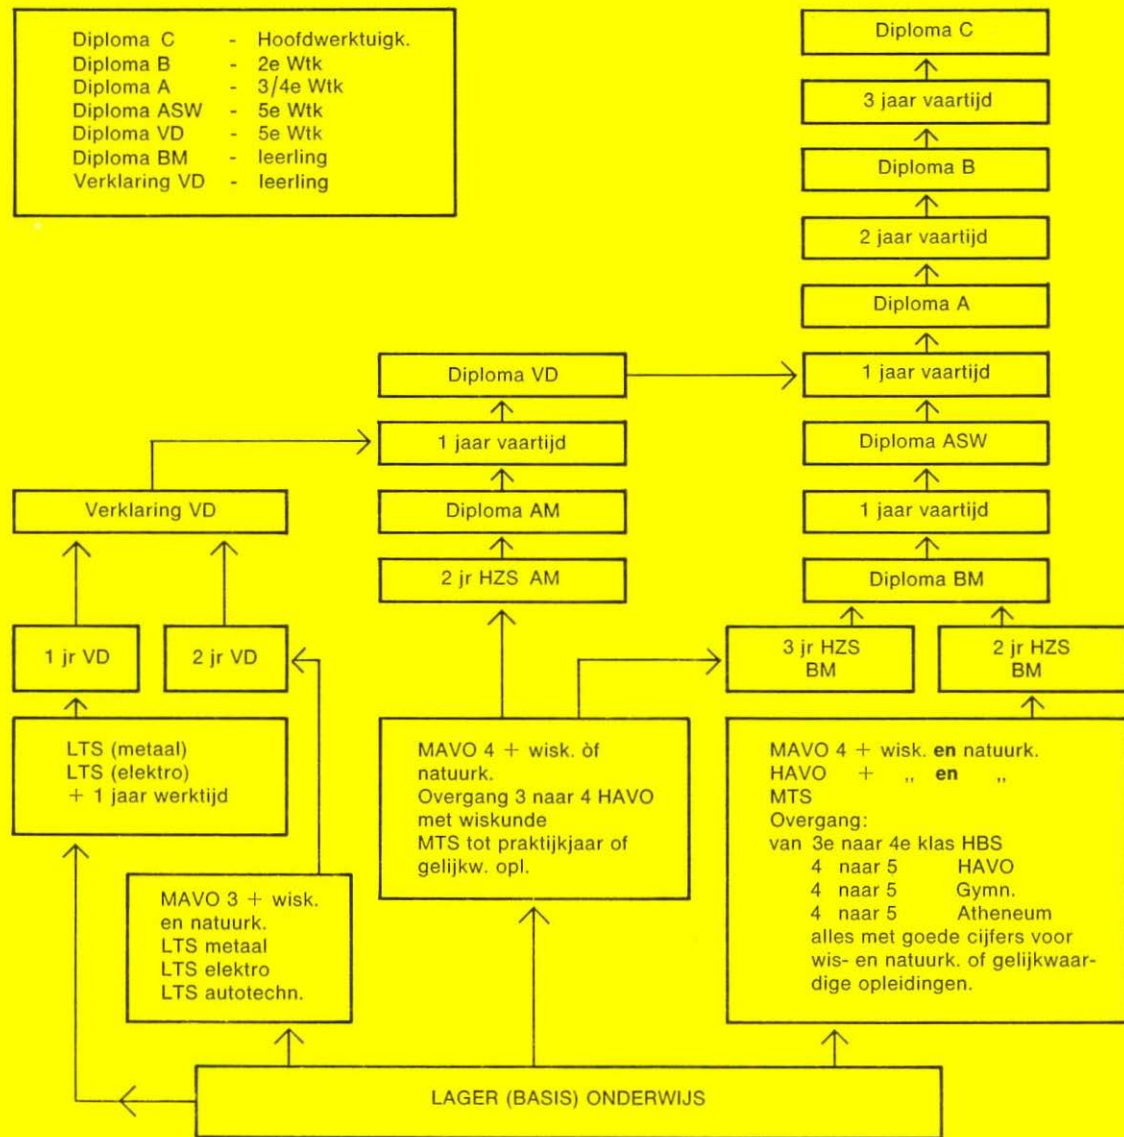 Diploma C - Hoofdwerktuigk.
Diploma B - 2e Wtk
Diploma A - 3/4e Wtk
Diploma ASW - 5e Wtk
Diploma VD - 5e Wtk
Diploma BM - leerling
Verklaring VD - leerling
Diploma C
3 jaar vaartijd
Diploma B
2 jaar vaartijd
Diploma A
1 jaar vaartijd
Diploma ASW
1 jaar vaartijd
Diploma BM
3 jr HZS
BM
2 jr HZS
BM
Diploma VD
1 jaar vaartijd
Diploma AM
2 jr HZS AM
Verklaring VD
1 jr VD
2 jr VD
LTS (metaal)
LTS (elektro)
+ 1 jaar werktijd
MAVO 3 + wisk.
en natuurk.
LTS metaal
LTS elektro
LTS autotechn.
MAVO 4 + wisk. òf
natuurk.
Overgang 3 naar 4 HAVO
met wiskunde
MTS tot praktijkjaar of
gelijkw. opl.
MAVO 4 + wisk. en natuurk.
HAVO + ,, en ,,
MTS
Overgang:
van 3e naar 4e klas HBS
4 naar 5 HAVO
4 naar 5 Gymn.
4 naar 5 Atheneum
alles met goede cijfers voor
wis- en natuurk. of gelijkwaar-
dige opleidingen.
LAGER (BASIS) ONDERWIJS